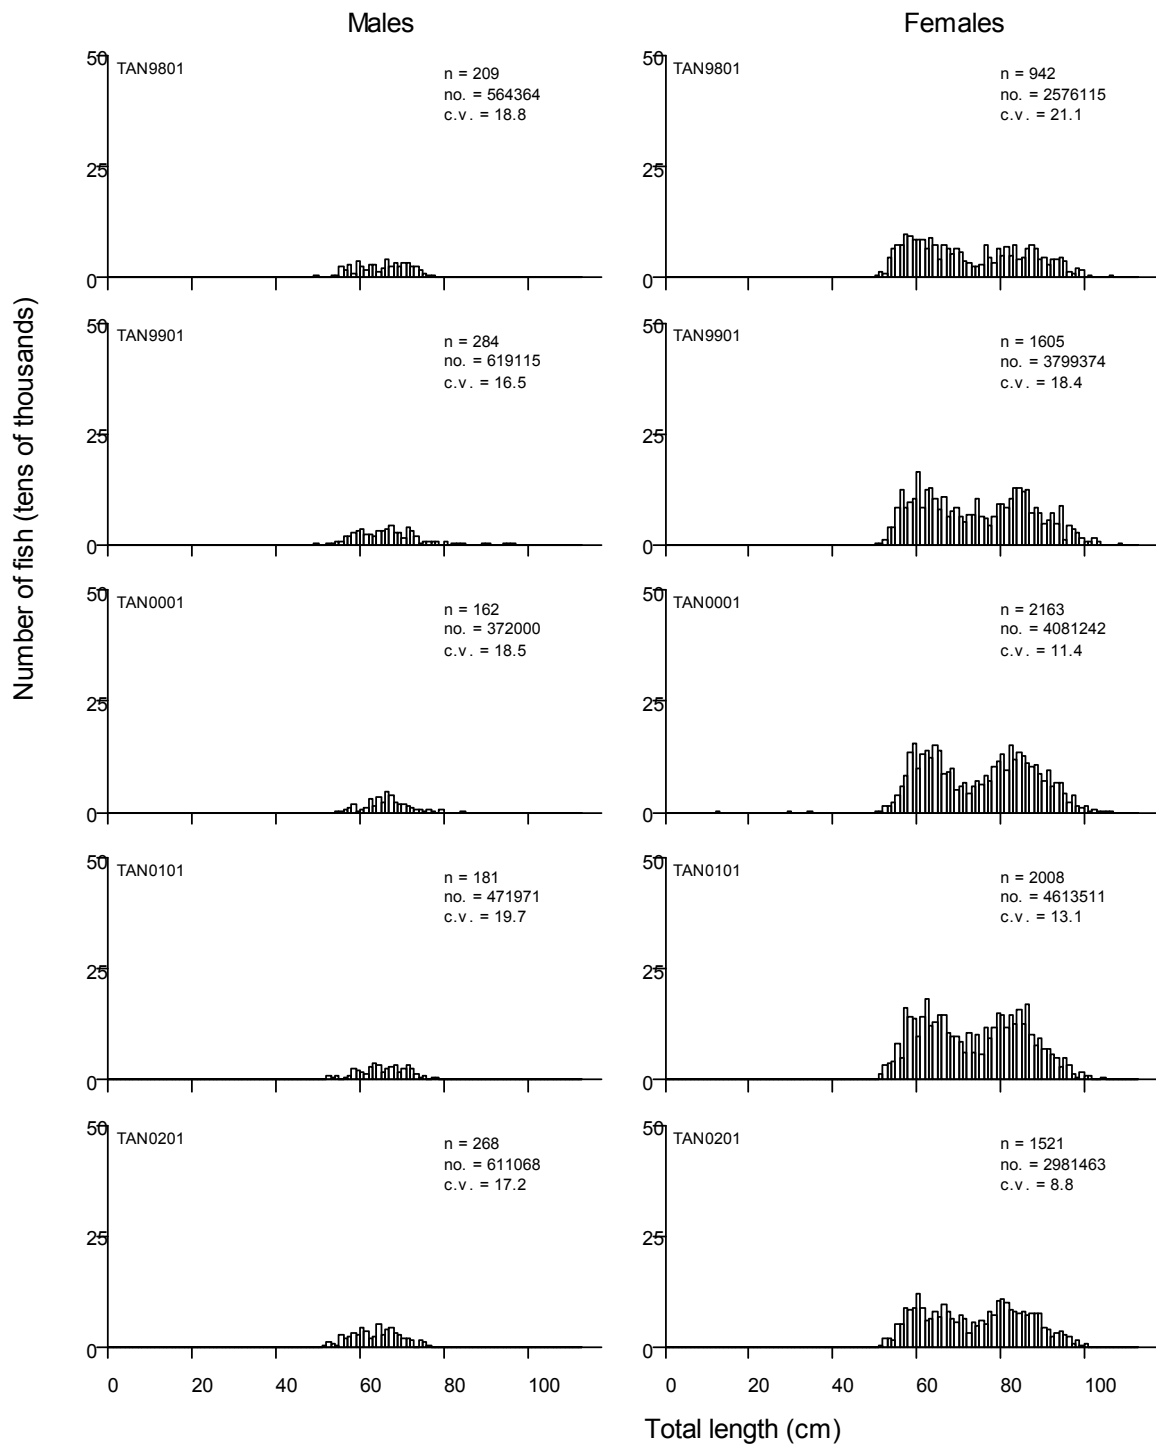 Males
Females
50
TAN9801
n = 209
no. = 564364
c.v. = 18.8
25
0
50
TAN9801
n = 942
no. = 2576115
c.v. = 21.1
25
0
50
TAN9901
n = 284
no. = 619115
c.v. = 16.5
25
0
50
TAN9901
n = 1605
no. = 3799374
c.v. = 18.4
25
0
50
TAN0001
n = 162
no. = 372000
c.v. = 18.5
25
0
50
TAN0001
n = 2163
no. = 4081242
c.v. = 11.4
25
0
50
TAN0101
n = 181
no. = 471971
c.v. = 19.7
25
0
50
TAN0101
n = 2008
no. = 4613511
c.v. = 13.1
25
0
50
TAN0201
n = 268
no. = 611068
c.v. = 17.2
25
0
50
TAN0201
n = 1521
no. = 2981463
c.v. = 8.8
25
0
0 20 40 60 80 100
0 20 40 60 80 100
Number of fish (tens of thousands)
Total length (cm)